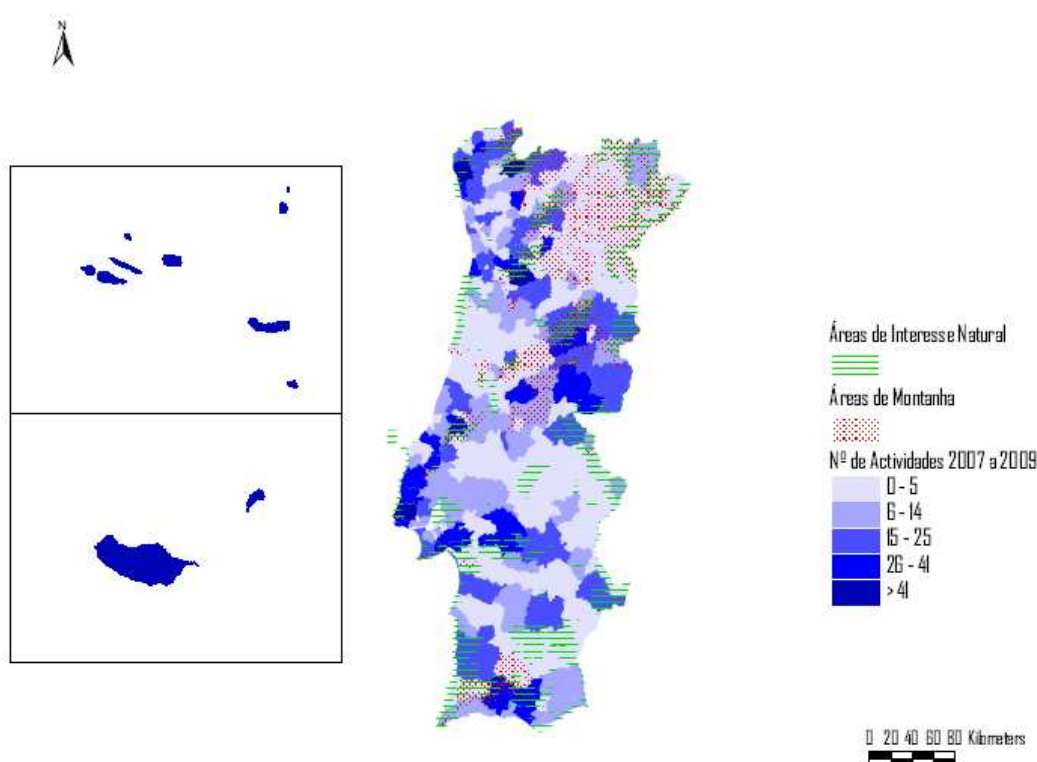 N
Áreas de Interesse Natural
Áreas de Montanha
Nº de Actividades 2007 a 2009
0 - 5
6 - 14
15 - 25
26 - 41
> 41
0 20 40 60 80 Kilometers